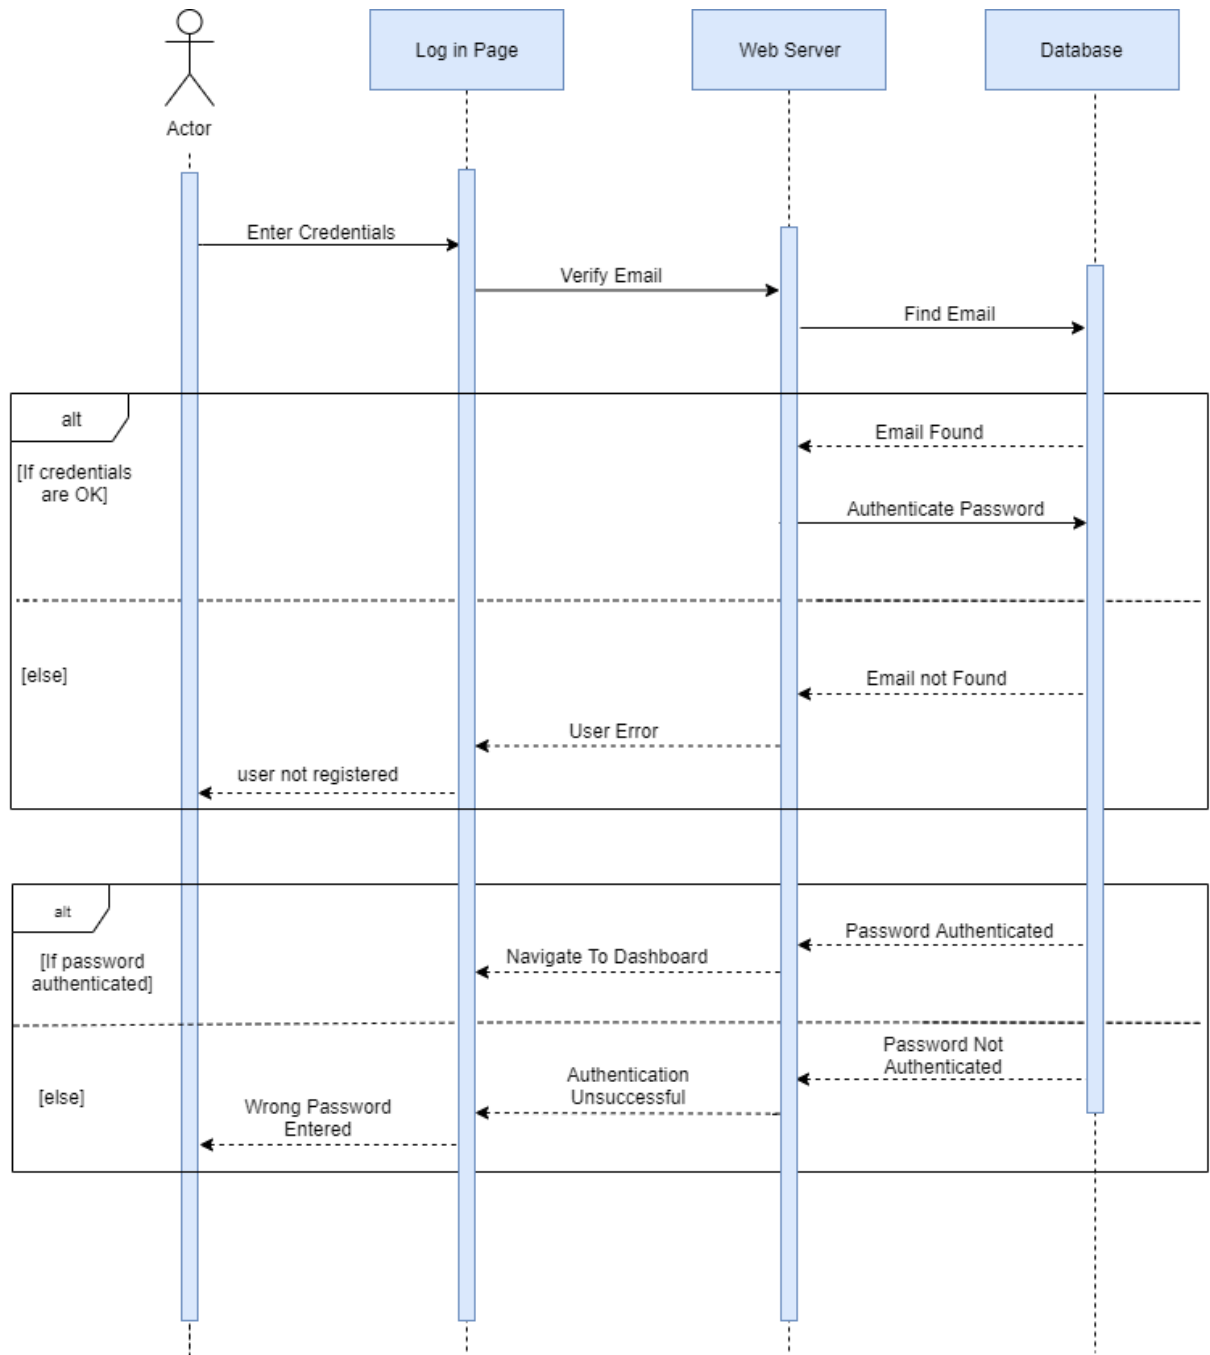 Log in Page
Web Server
Database
Actor
Enter Credentials
Verify Email
Find Email
alt
Email Found
[If credentials
are OK]
Authenticate Password
[else]
Email not Found
User Error
user not registered
alt
Password Authenticated
Navigate To Dashboard
[If password
authenticated]
Password Not
Authenticated
Authentication
Unsuccessful
[else]
Wrong Password
Entered